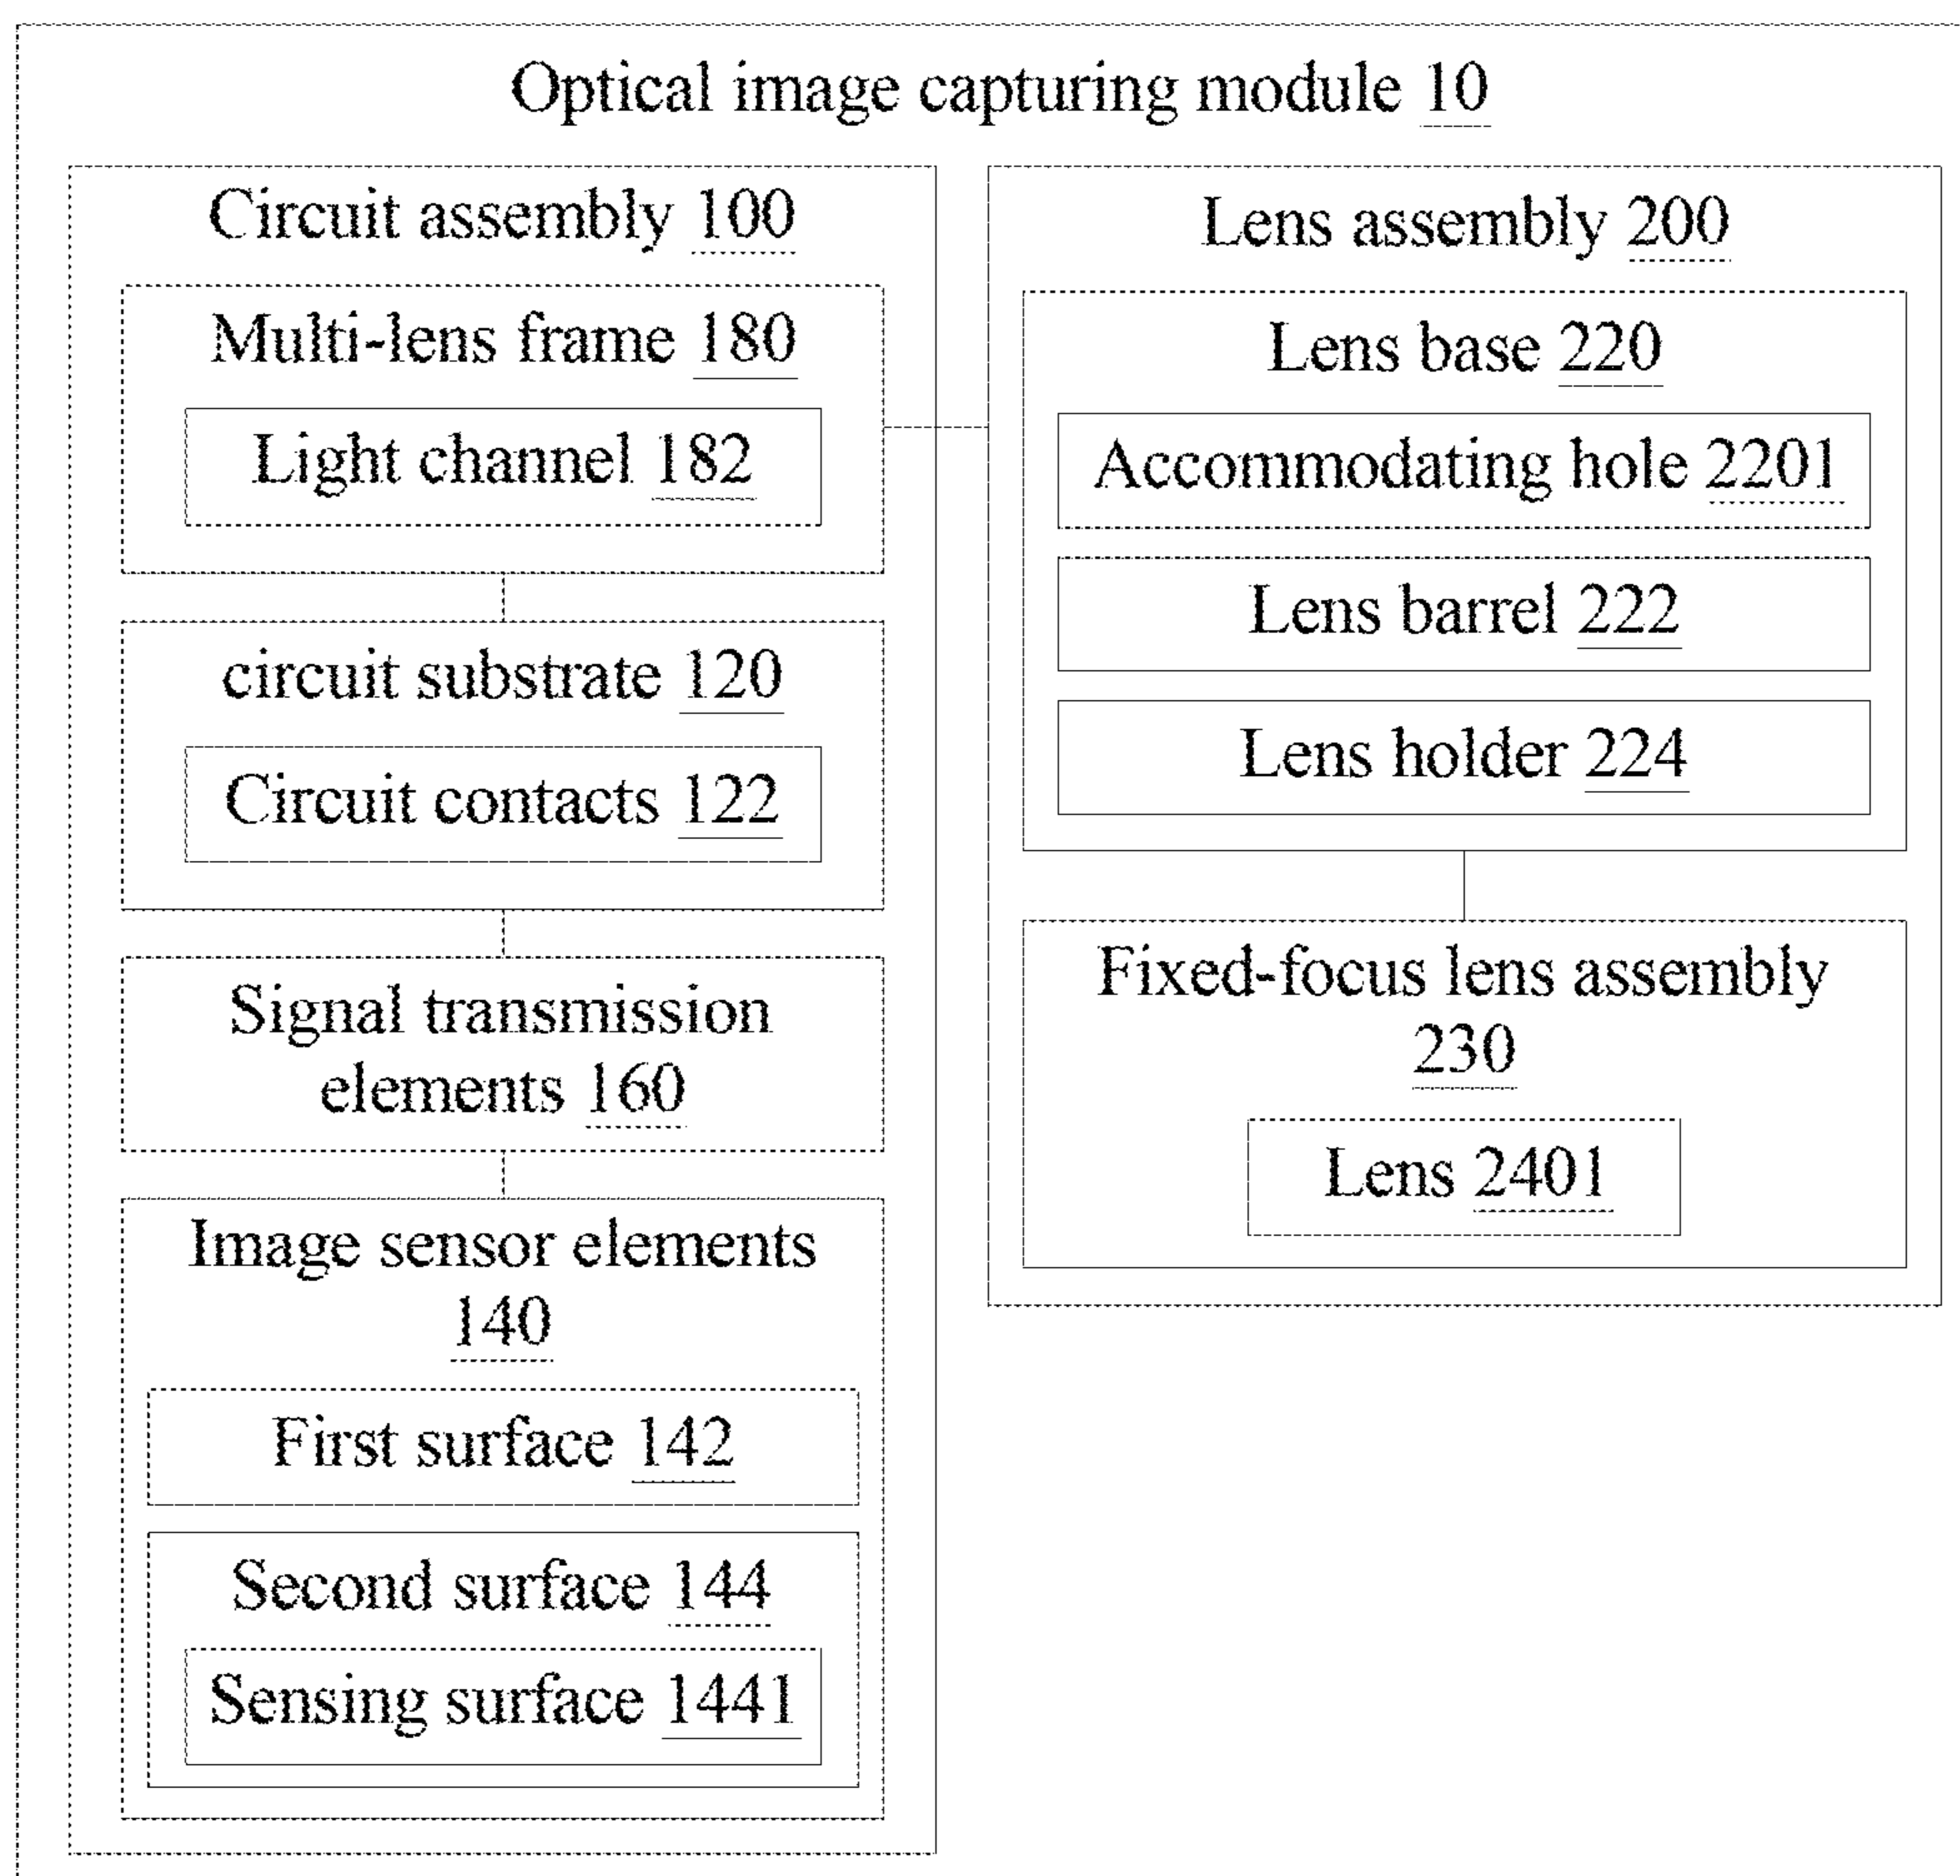 Optical image capturing module 10
Circuit assembly 100
Multi-lens frame 180
Light channel 182
circuit substrate 120
Circuit contacts 122
Signal transmission
elements 160
Image sensor elements
140
First surface 142
Second surface 144
Sensing surface 1441
Lens assembly 200
Lens base 220
Accommodating hole 2201
Lens barrel 222
Lens holder 224
Fixed-focus lens assembly
230
Lens 2401